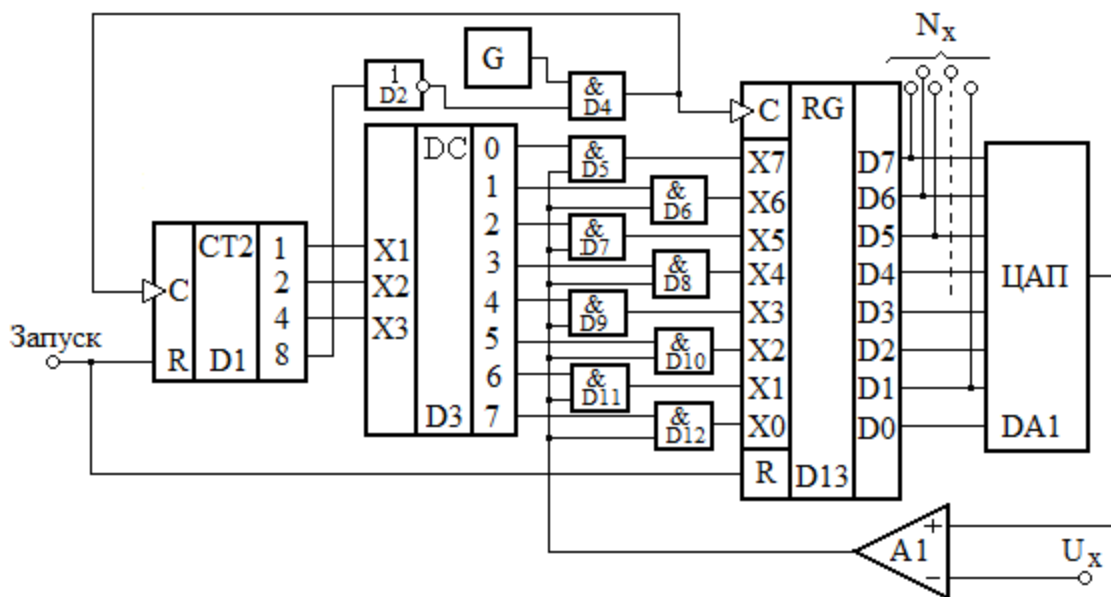 Nx
G
1
D2
&
D4
C
RG
DC
0
&
D5
X7
D7
1
&
D6
X6
D6
CT2
1
X1
2
&
D7
X5
D5
C
2
X2
3
&
D8
X4
D4
ЦАП
4
X3
4
&
D9
X3
D3
Запуск
R
D1
8
5
&
D10
X2
D2
6
&
D11
X1
D1
D3
7
&
D12
X0
D0
DA1
R
D13
A1
+
−
Ux